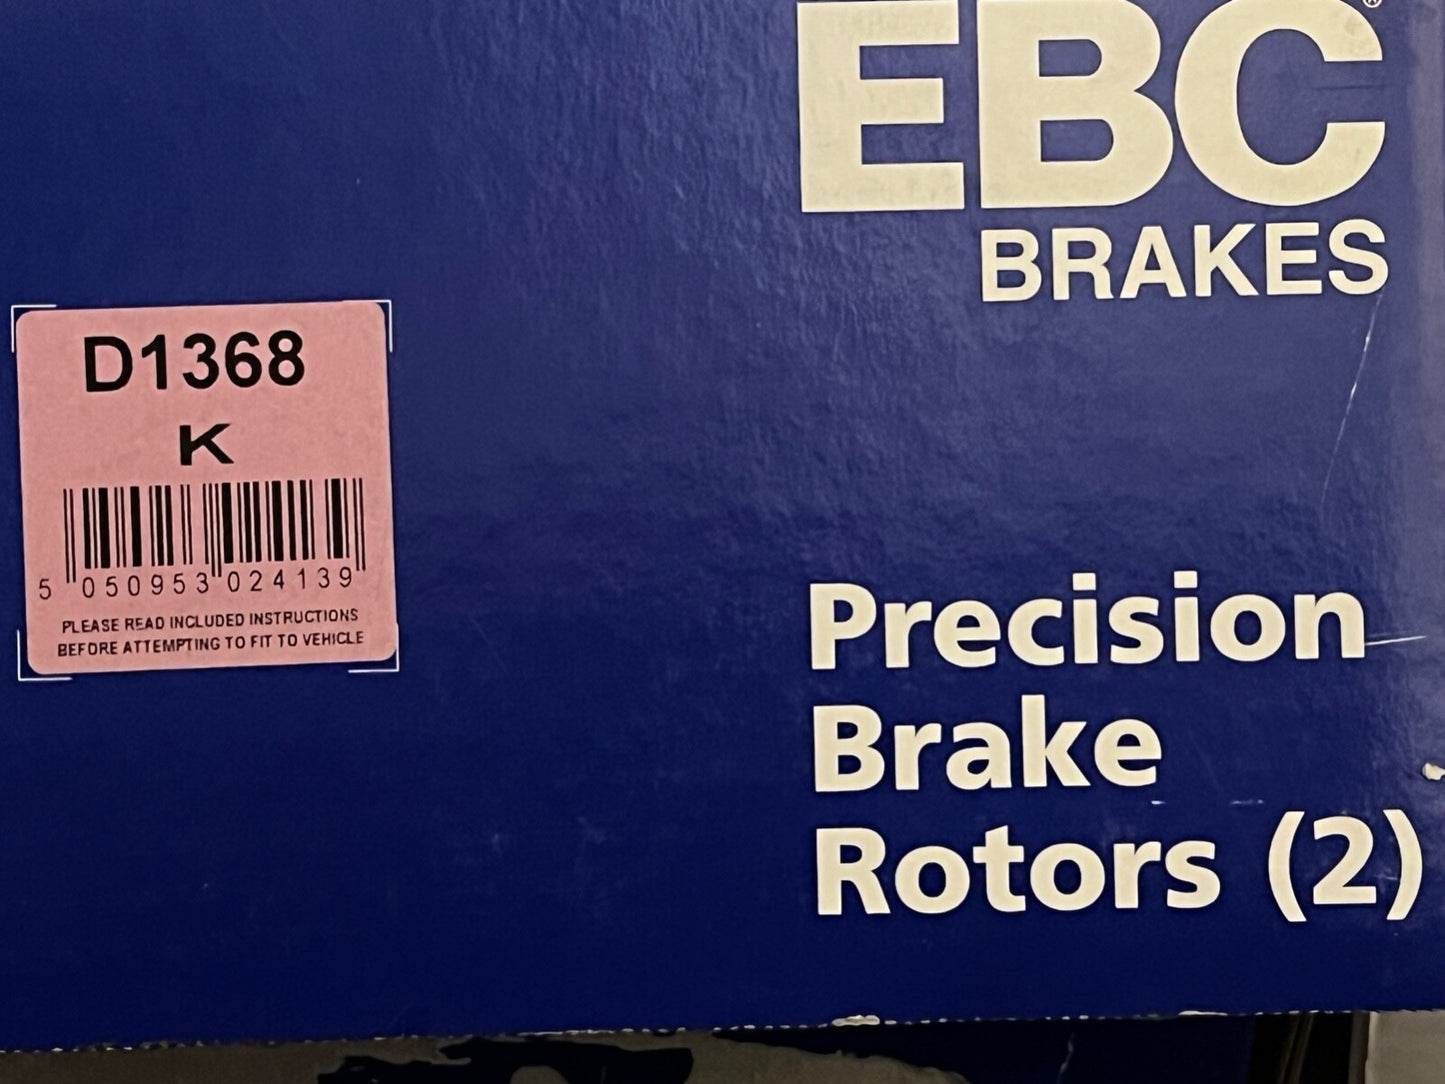 EBC®
BRAKES
D1368
K
5 050953 024139
PLEASE READ INCLUDED INSTRUCTIONS
BEFORE ATTEMPTING TO FIT TO VEHICLE
Precision
Brake
Rotors (2)